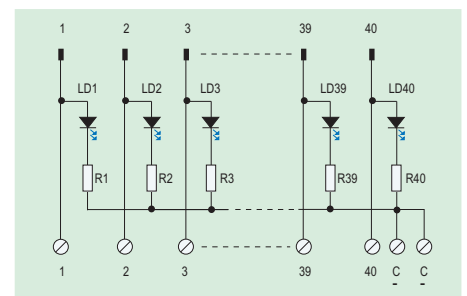 1 2 3 39 40
LD1 LD2 LD3 LD39 LD40
R1 R2 R3 R39 R40
1 2 3 39 40 C C
- -